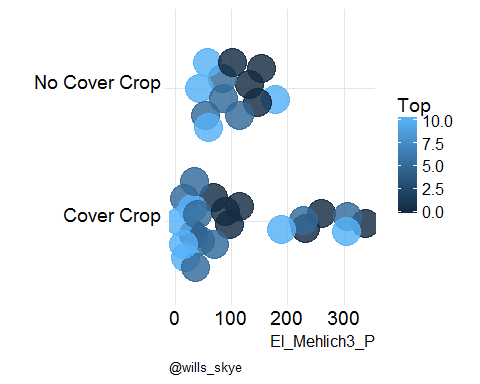 No Cover Crop
Cover Crop
0 100 200 300
El_Mehlich3_P
Top
10.0
7.5
5.0
2.5
0.0
@wills_skye